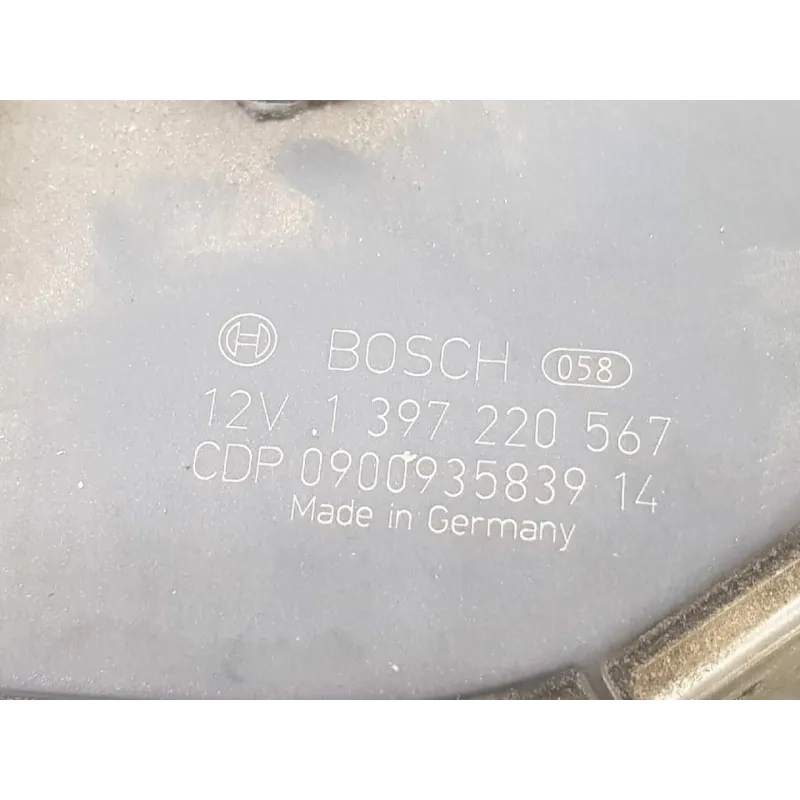 BOSCH 058
12V 1 397 220 567
CDP 0900935839 14
Made in Germany